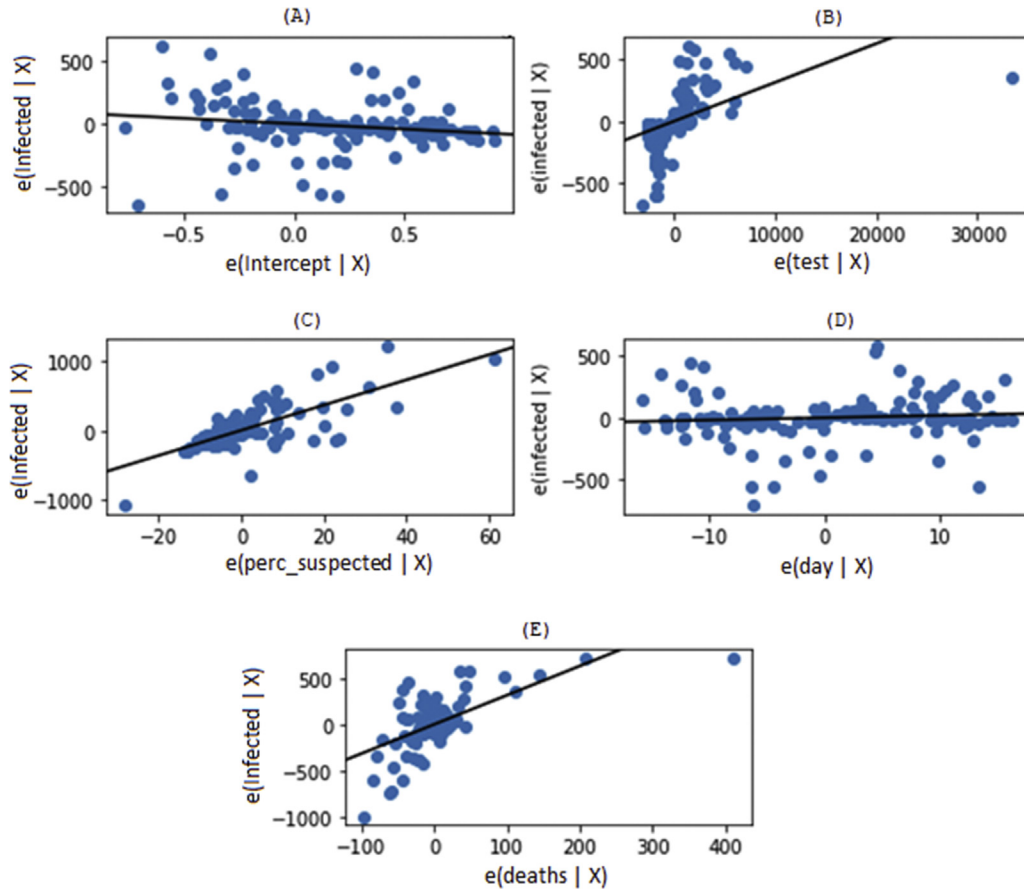 (A)
e(Infected | X)
500
0
−500
−0.5
0.0
0.5
e(Intercept | X)
(B)
e(infected | X)
500
0
−500
0
10000
20000
30000
e(test | X)
(C)
e(Infected | X)
1000
0
−1000
−20
0
20
40
60
e(perc_suspected | X)
(D)
e(infected | X)
500
0
−500
−10
0
10
e(day | X)
(E)
e(Infected | X)
500
0
−500
−1000
−100
0
100
200
300
400
e(deaths | X)